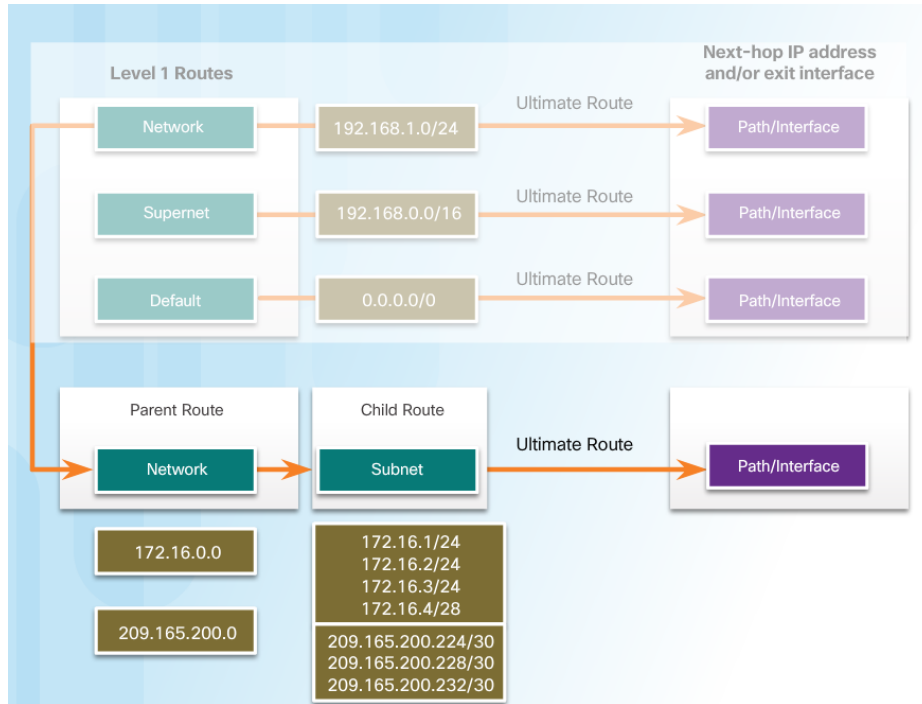 Level 1 Routes
Next-hop IP address
and/or exit interface
Network
192.168.1.0/24
Ultimate Route
Path/Interface
Supernet
192.168.0.0/16
Ultimate Route
Path/Interface
Default
0.0.0.0/0
Ultimate Route
Path/Interface
Parent Route
Child Route
Network
Subnet
Ultimate Route
Path/Interface
172.16.0.0
209.165.200.0
172.16.1/24
172.16.2/24
172.16.3/24
172.16.4/28
209.165.200.224/30
209.165.200.228/30
209.165.200.232/30